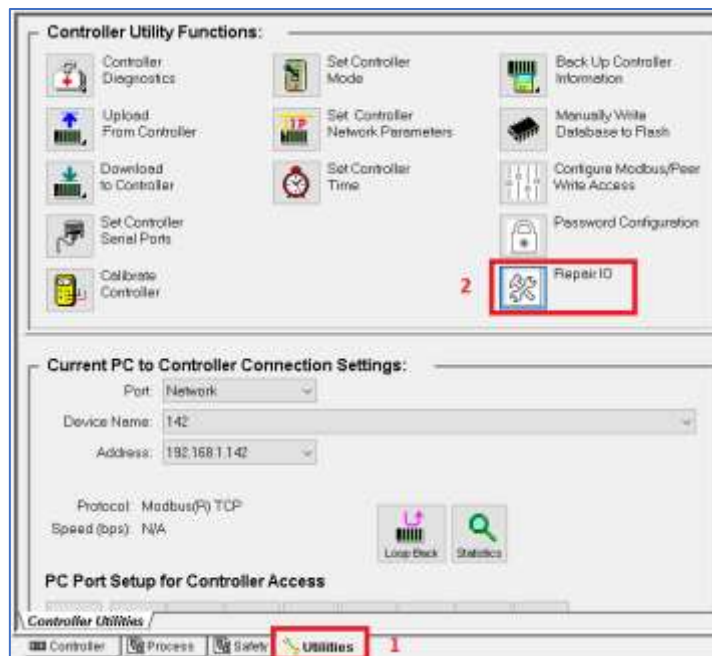 Controller Utility Functions:
Controller
Diagnostics
Set Controller
Mode
Back Up Controller
Information
Upload
From Controller
Set Controller
Network Parameters
Manually Write
Database to Flash
Download
to Controller
Set Controller
Time
Configure Modbus/Peer
Write Access
Set Controller
Serial Ports
Password Configuration
Calibrate
Controller
2
Repair IO
Current PC to Controller Connection Settings:
Port: Network
Device Name: 142
Address: 192.168.1.142
Protocol: Modbus(R) TCP
Speed (bps): N/A
Loop Back
Statistics
PC Port Setup for Controller Access
Controller Utilities
Controller Process Safety Utilities 1